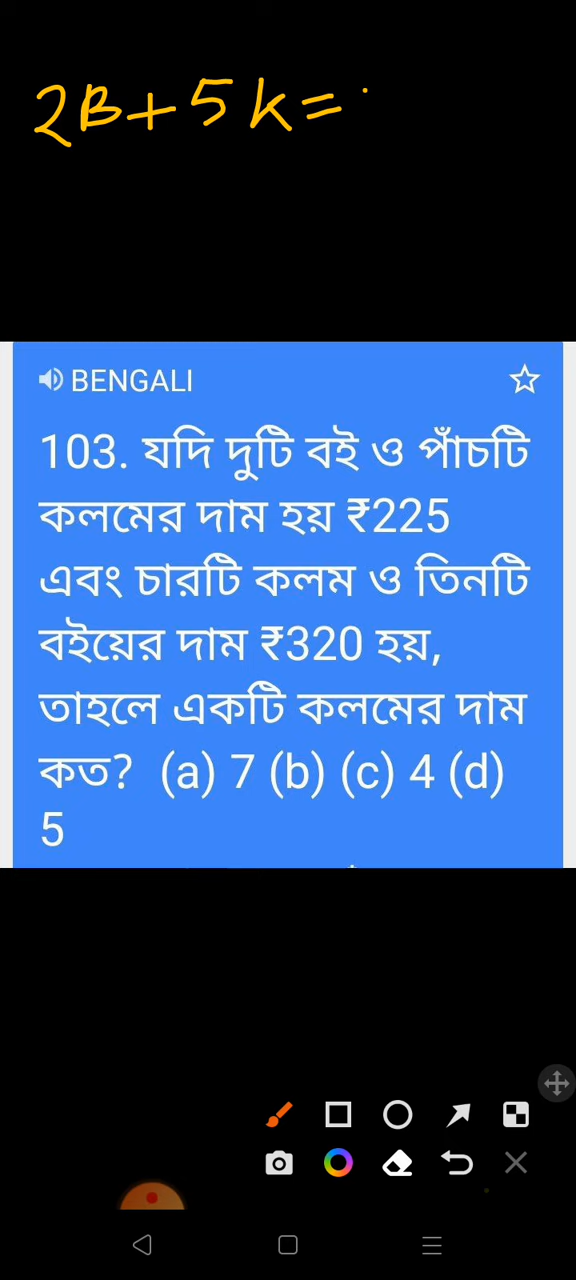 2B+5K=
BENGALI
103. যদি দুটি বই ও পাঁচটি
কলমের দাম হয় ₹225
এবং চারটি কলম ও তিনটি
বইয়ের দাম ₹320 হয়,
তাহলে একটি কলমের দাম
কত? (a) 7 (b) (c) 4 (d)
5